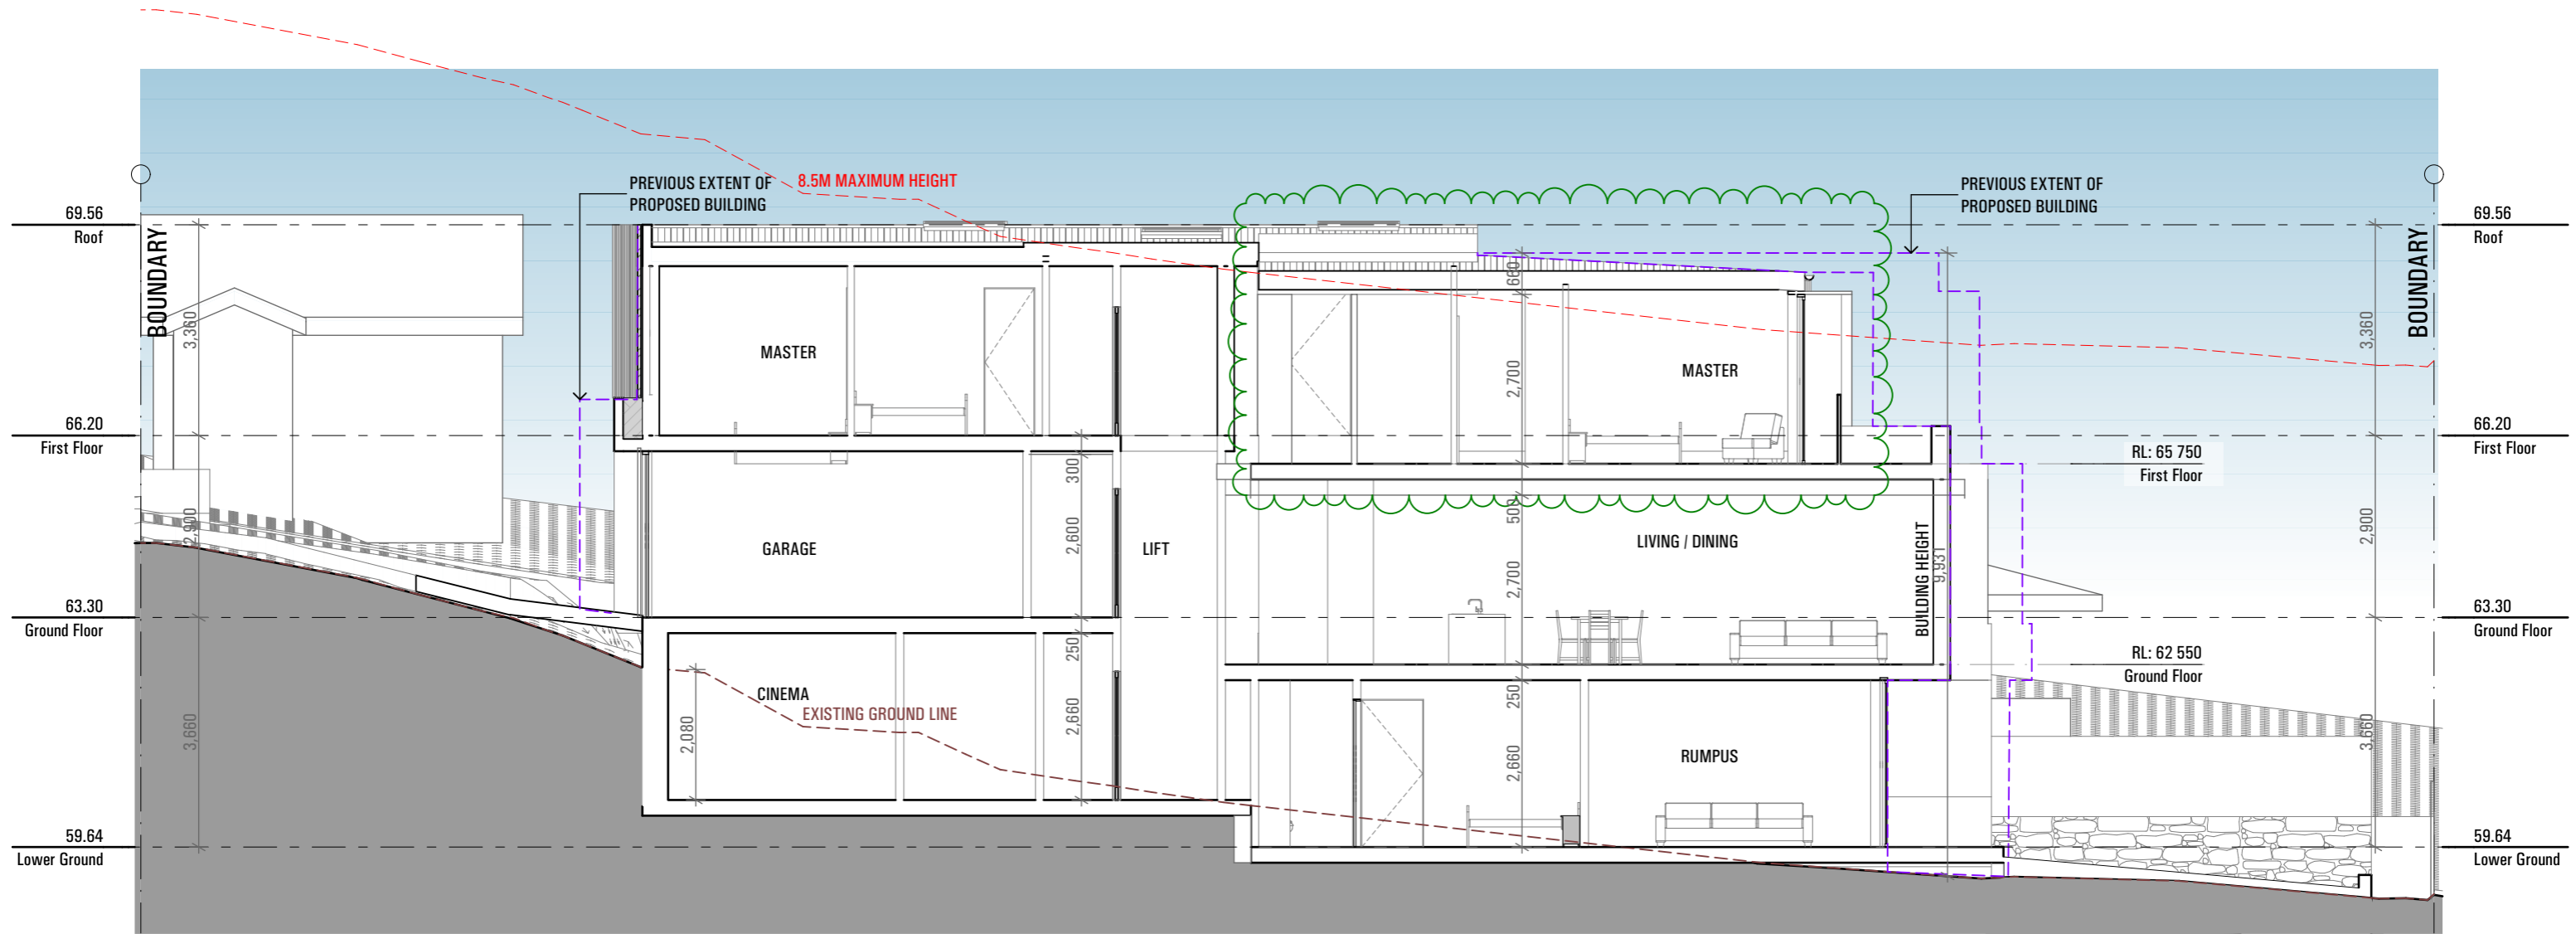 PREVIOUS EXTENT OF
PROPOSED BUILDING
8.5M MAXIMUM HEIGHT
PREVIOUS EXTENT OF
PROPOSED BUILDING
69.56
Roof
BOUNDARY
3,360
660
BOUNDARY
3,360
69.56
Roof
MASTER
2,700
MASTER
66.20
First Floor
66.20
First Floor
RL: 65 750
First Floor
300
500
2,900
2,600
GARAGE
LIFT
LIVING / DINING
2,700
BUILDING HEIGHT
9,931
2,900
63.30
Ground Floor
63.30
Ground Floor
RL: 62 550
Ground Floor
250
250
CINEMA
EXISTING GROUND LINE
2,080
2,660
3,660
2,660
RUMPUS
3,660
59.64
Lower Ground
59.64
Lower Ground